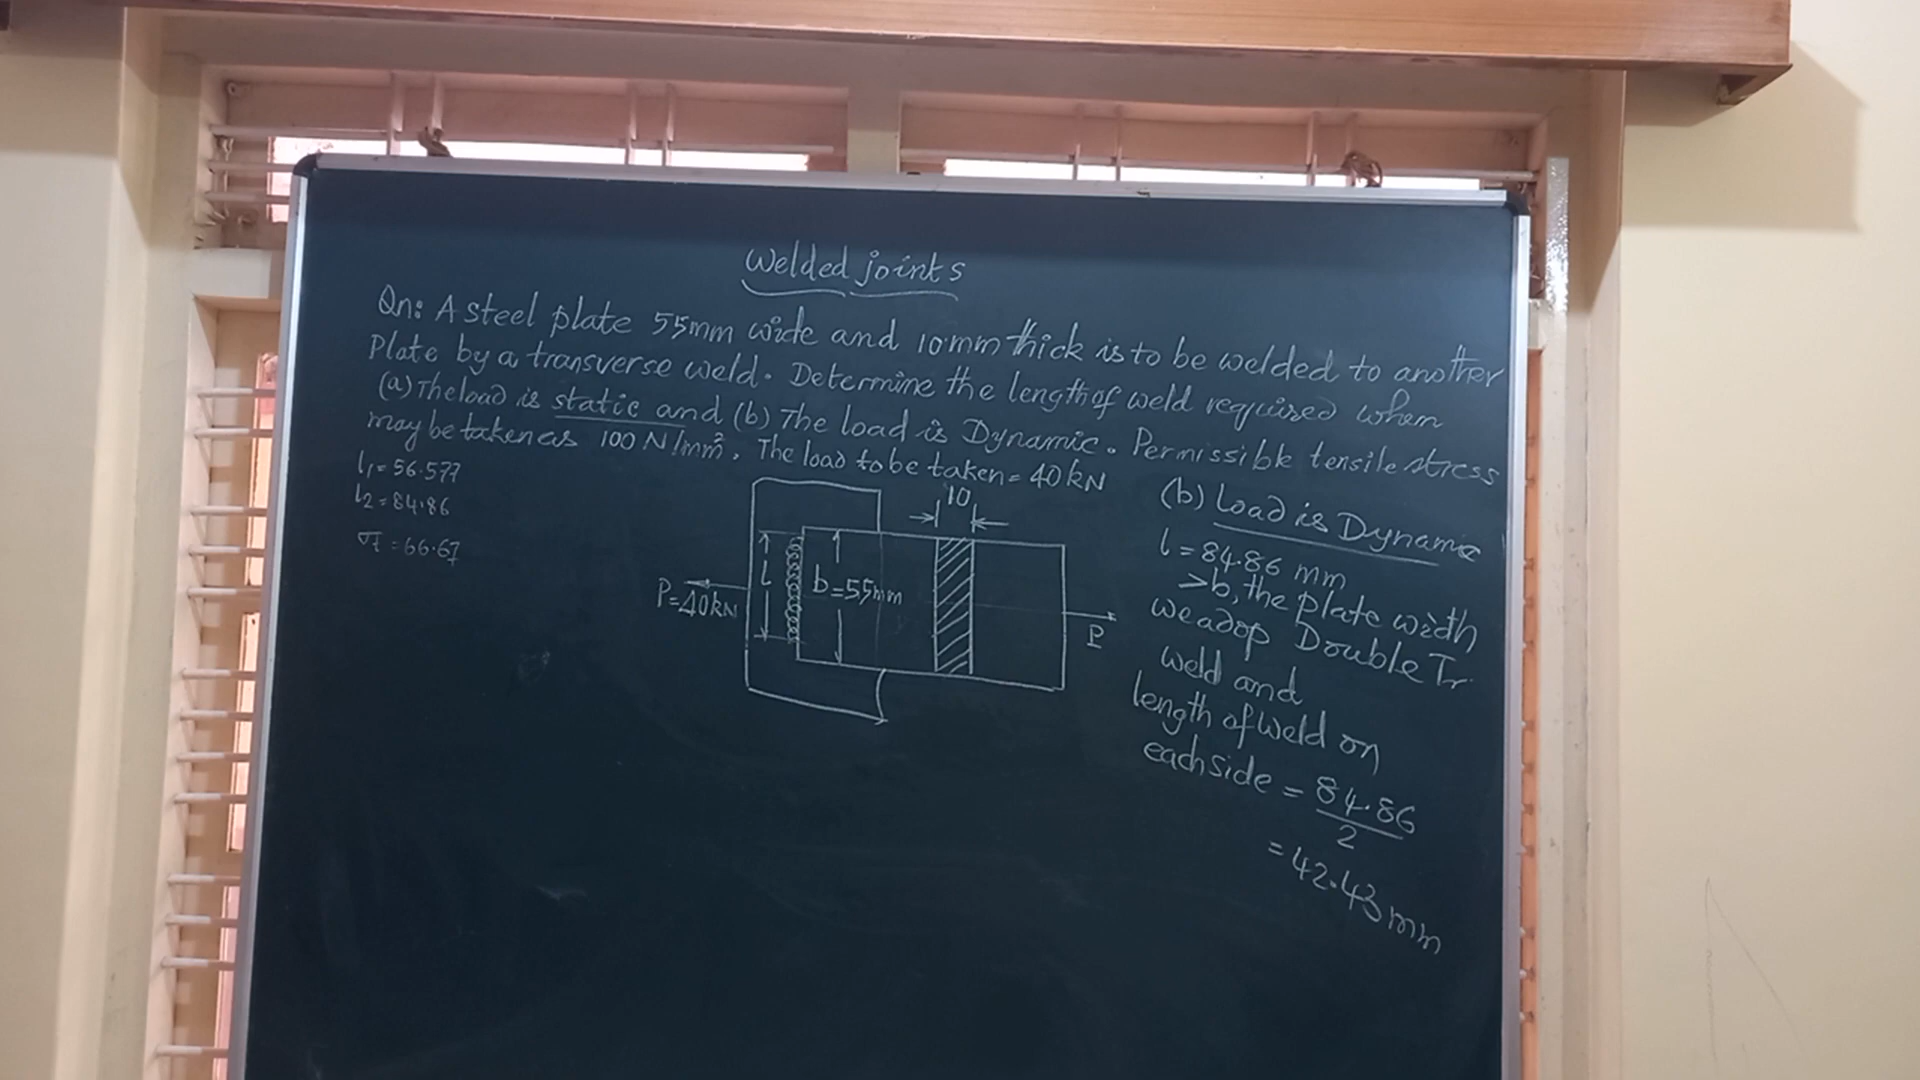 Welded joints
Qn: A steel plate 55mm wide and 10mm thick is to be welded to another
Plate by a transverse weld. Determine the length of weld required when
(a) The load is static and (b) The load is Dynamic. Permissible tensile stress
may be taken as 100 N/mm². The load to be taken = 40 kN
l1 = 56.577
l2 = 84.86
σt = 66.67
10
l
b=55mm
P=40kN
P
(b) Load is Dynamic
l = 84.86 mm
>b, the plate width
we adop Double Tr.
weld and
length of weld on
each side = 84.86
2
= 42.43 mm